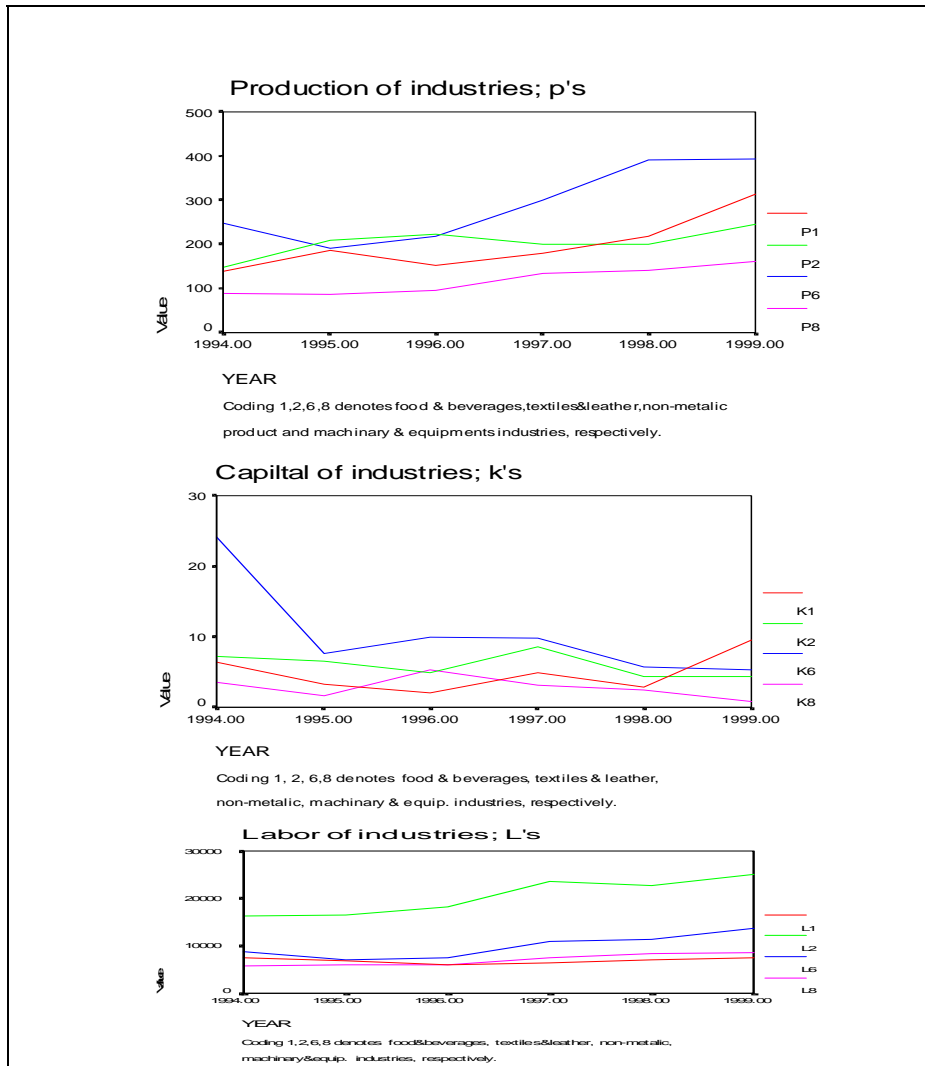 Production of industries; p's
500
400
300
200
100
0
Value
1994.00 1995.00 1996.00 1997.00 1998.00 1999.00
P1
P2
P6
P8
YEAR
Coding 1,2,6,8 denotes food & beverages,textiles&leather,non-metalic
product and machinary & equipments industries, respectively.
Capiltal of industries; k's
30
20
10
0
Value
1994.00 1995.00 1996.00 1997.00 1998.00 1999.00
K1
K2
K6
K8
YEAR
Coding 1, 2, 6,8 denotes food & beverages, textiles & leather,
non-metalic, machinary & equip. industries, respectively.
Labor of industries; L's
30000
20000
10000
0
Value
1994.00 1995.00 1996.00 1997.00 1998.00 1999.00
L1
L2
L6
L8
YEAR
Coding 1,2,6,8 denotes food&beverages, textiles&leather, non-metalic,
machinary&equip. industries, respectively.